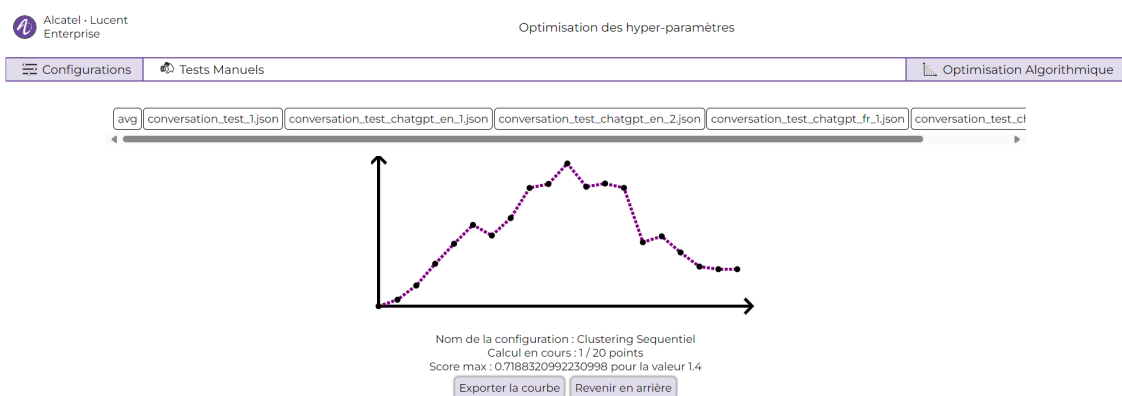 Alcatel · Lucent
Enterprise
Optimisation des hyper-paramètres
Configurations
Tests Manuels
Optimisation Algorithmique
avg
conversation_test_1.json
conversation_test_chatgpt_en_1.json
conversation_test_chatgpt_en_2.json
conversation_test_chatgpt_fr_1.json
conversation_test_ch
Nom de la configuration : Clustering Sequentiel
Calcul en cours : 1 / 20 points
Score max : 0.7188320992230998 pour la valeur 1.4
Exporter la courbe
Revenir en arrière